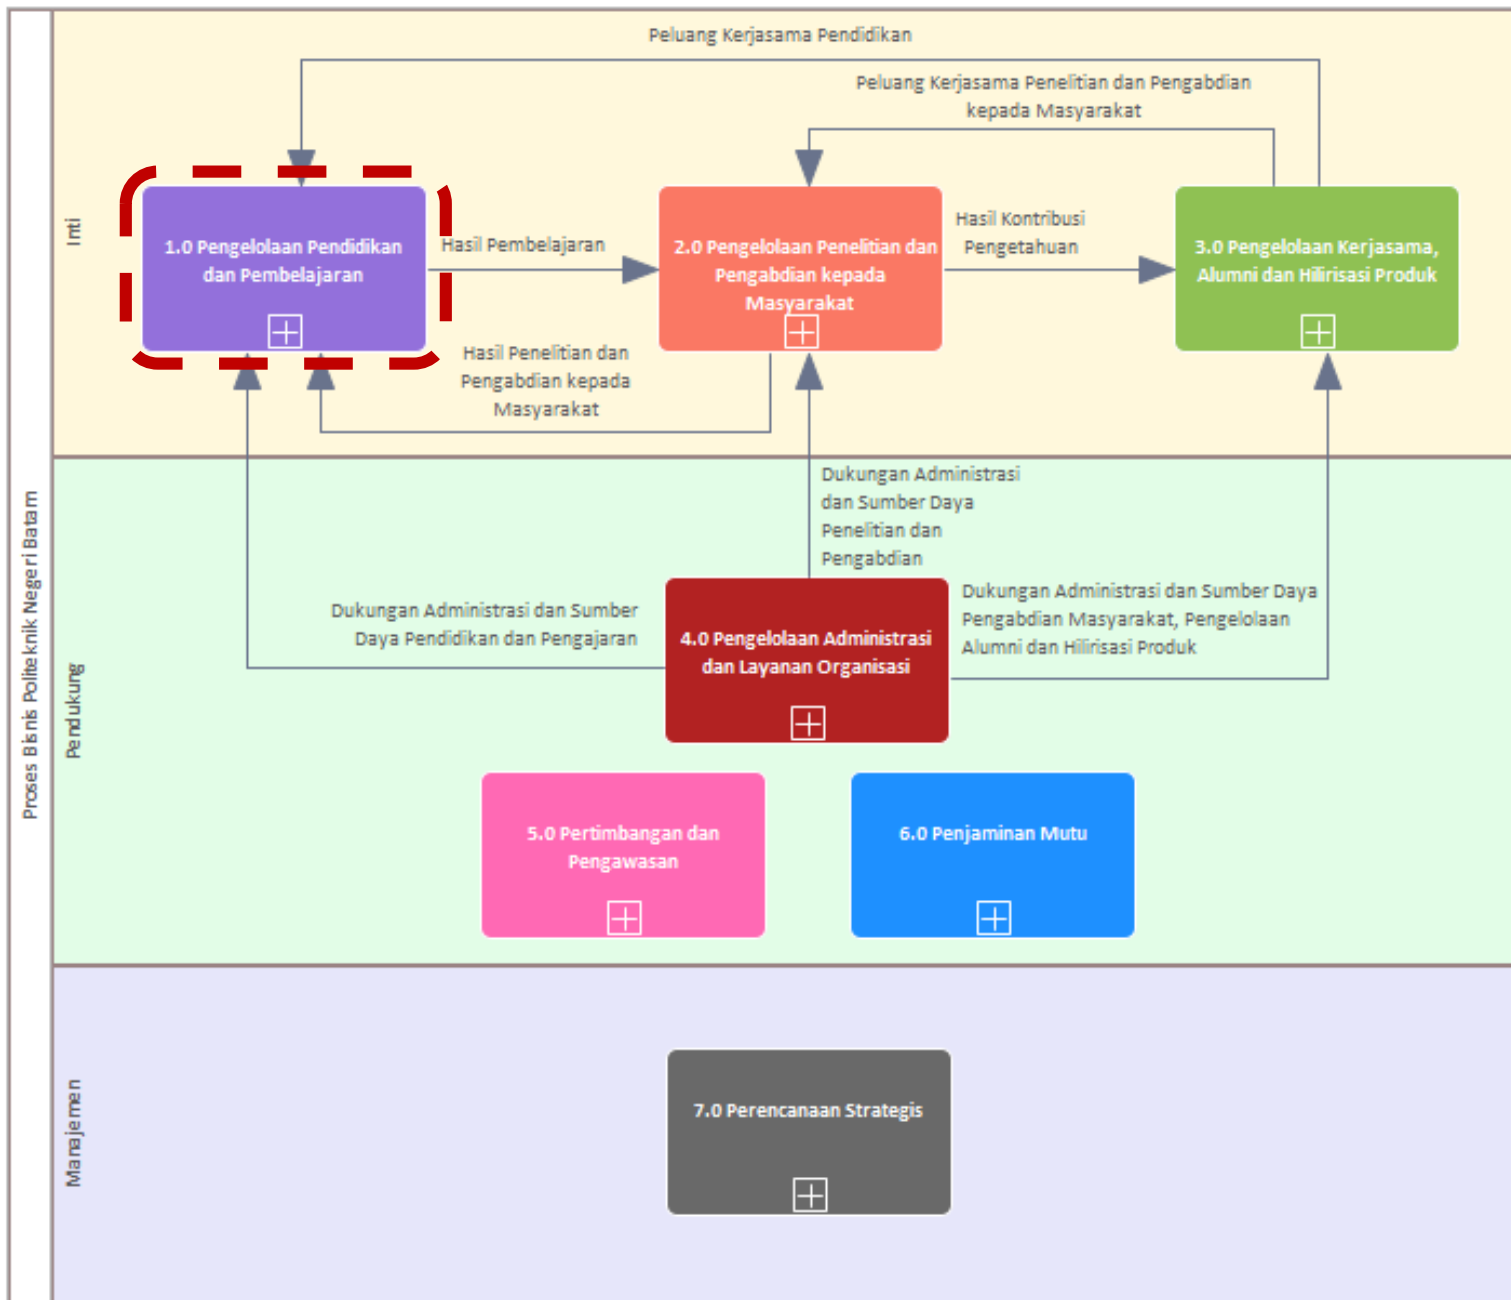 Proses Bisnis Politeknik Negeri Batam
Inti
Peluang Kerjasama Pendidikan
Peluang Kerjasama Penelitian dan Pengabdian
kepada Masyarakat
1.0 Pengelolaan Pendidikan
dan Pembelajaran
Hasil Pembelajaran
2.0 Pengelolaan Penelitian dan
Pengabdian kepada
Masyarakat
Hasil Kontribusi
Pengetahuan
3.0 Pengelolaan Kerjasama,
Alumni dan Hilirisasi Produk
Hasil Penelitian dan
Pengabdian kepada
Masyarakat
Pendukung
Dukungan Administrasi
dan Sumber Daya
Penelitian dan
Pengabdian
Dukungan Administrasi dan Sumber
Daya Pendidikan dan Pengajaran
4.0 Pengelolaan Administrasi
dan Layanan Organisasi
Dukungan Administrasi dan Sumber Daya
Pengabdian Masyarakat, Pengelolaan
Alumni dan Hilirisasi Produk
5.0 Pertimbangan dan
Pengawasan
6.0 Penjaminan Mutu
Manajemen
7.0 Perencanaan Strategis